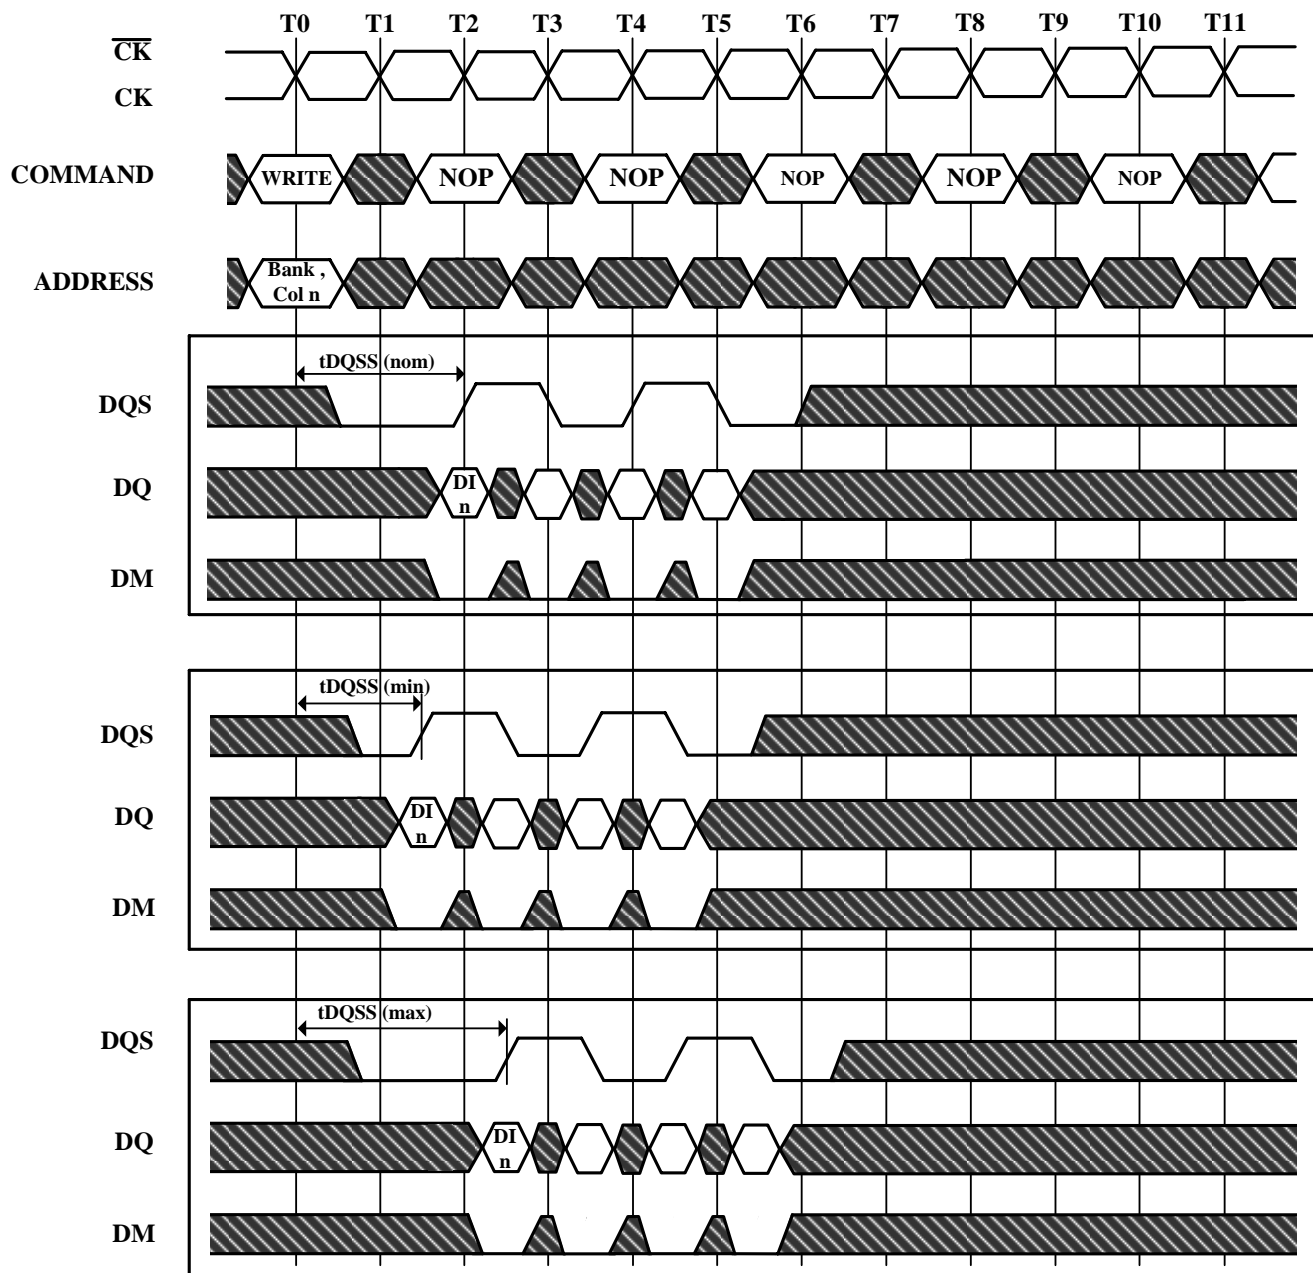 T0 T1 T2 T3 T4 T5 T6 T7 T8 T9 T10 T11
CK
CK
COMMAND WRITE NOP NOP NOP NOP NOP
ADDRESS Bank ,
Col n
tDQSS (nom)
DQS
DQ DI
n
DM
tDQSS (min)
DQS
DQ DI
n
DM
tDQSS (max)
DQS
DQ DI
n
DM